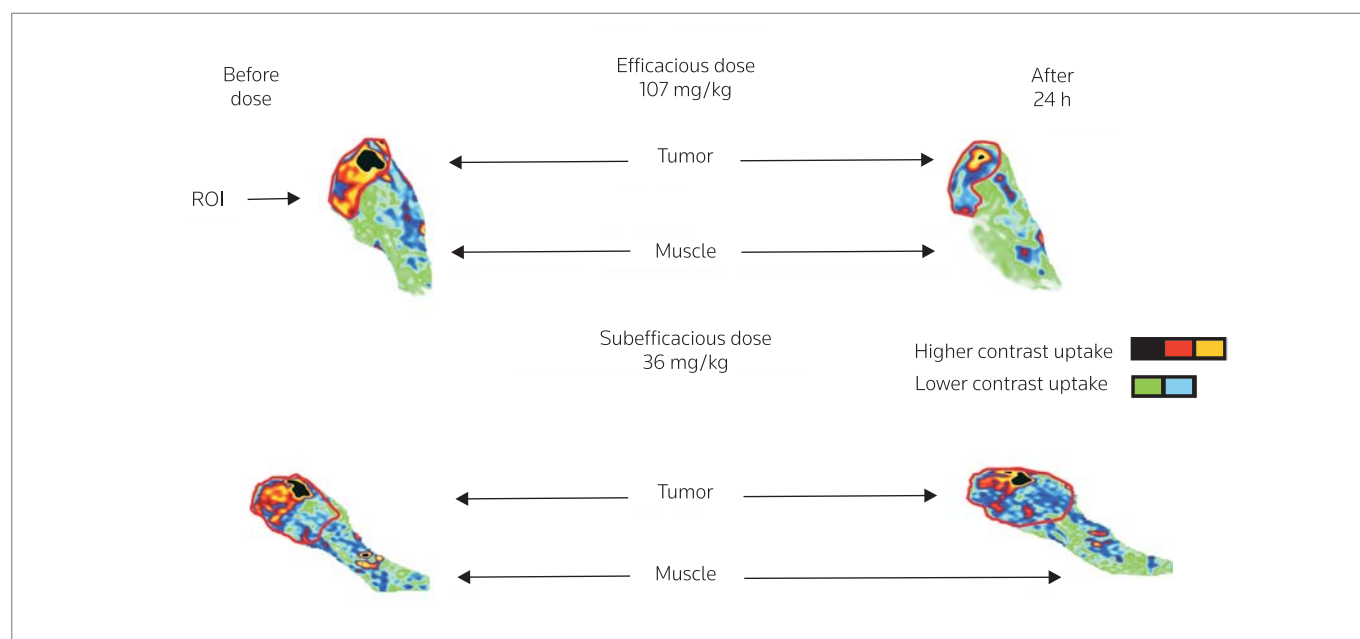 Before
dose
Efficacious dose
107 mg/kg
After
24 h
Tumor
ROI
Muscle
Subefficacious dose
36 mg/kg
Higher contrast uptake
Lower contrast uptake
Tumor
Muscle